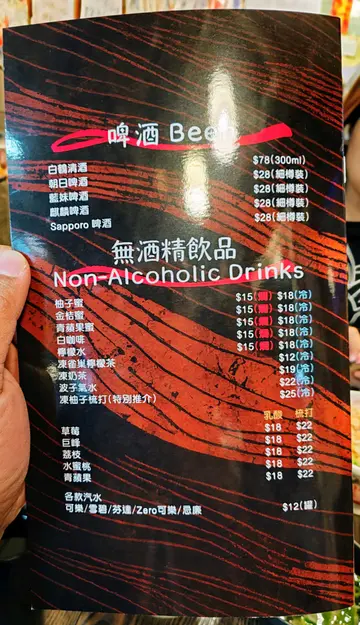 啤酒 Beer
白鶴清酒 $78(300ml)
朝日啤酒 $28(細樽裝)
藍妹啤酒 $28(細樽裝)
麒麟啤酒 $28(細樽裝)
Sapporo 啤酒 $28(細樽裝)
無酒精飲品
Non-Alcoholic Drinks
柚子蜜 $15(熱) $18(冷)
金桔蜜 $15(熱) $18(冷)
青蘋果蜜 $15(熱) $18(冷)
白咖啡 $15(熱) $18(冷)
檸檬水 $15(熱) $18(冷)
凍雀巢檸檬茶 $12(冷)
凍奶茶 $19(冷)
波子氣水 $22(冷)
凍柚子梳打(特別推介) $25(冷)
乳酸 梳打
草莓 $18 $22
巨峰 $18 $22
荔枝 $18 $22
水蜜桃 $18 $22
青蘋果 $18 $22
各款汽水
可樂/雪碧/芬達/Zero可樂/忌廉 $12(罐)